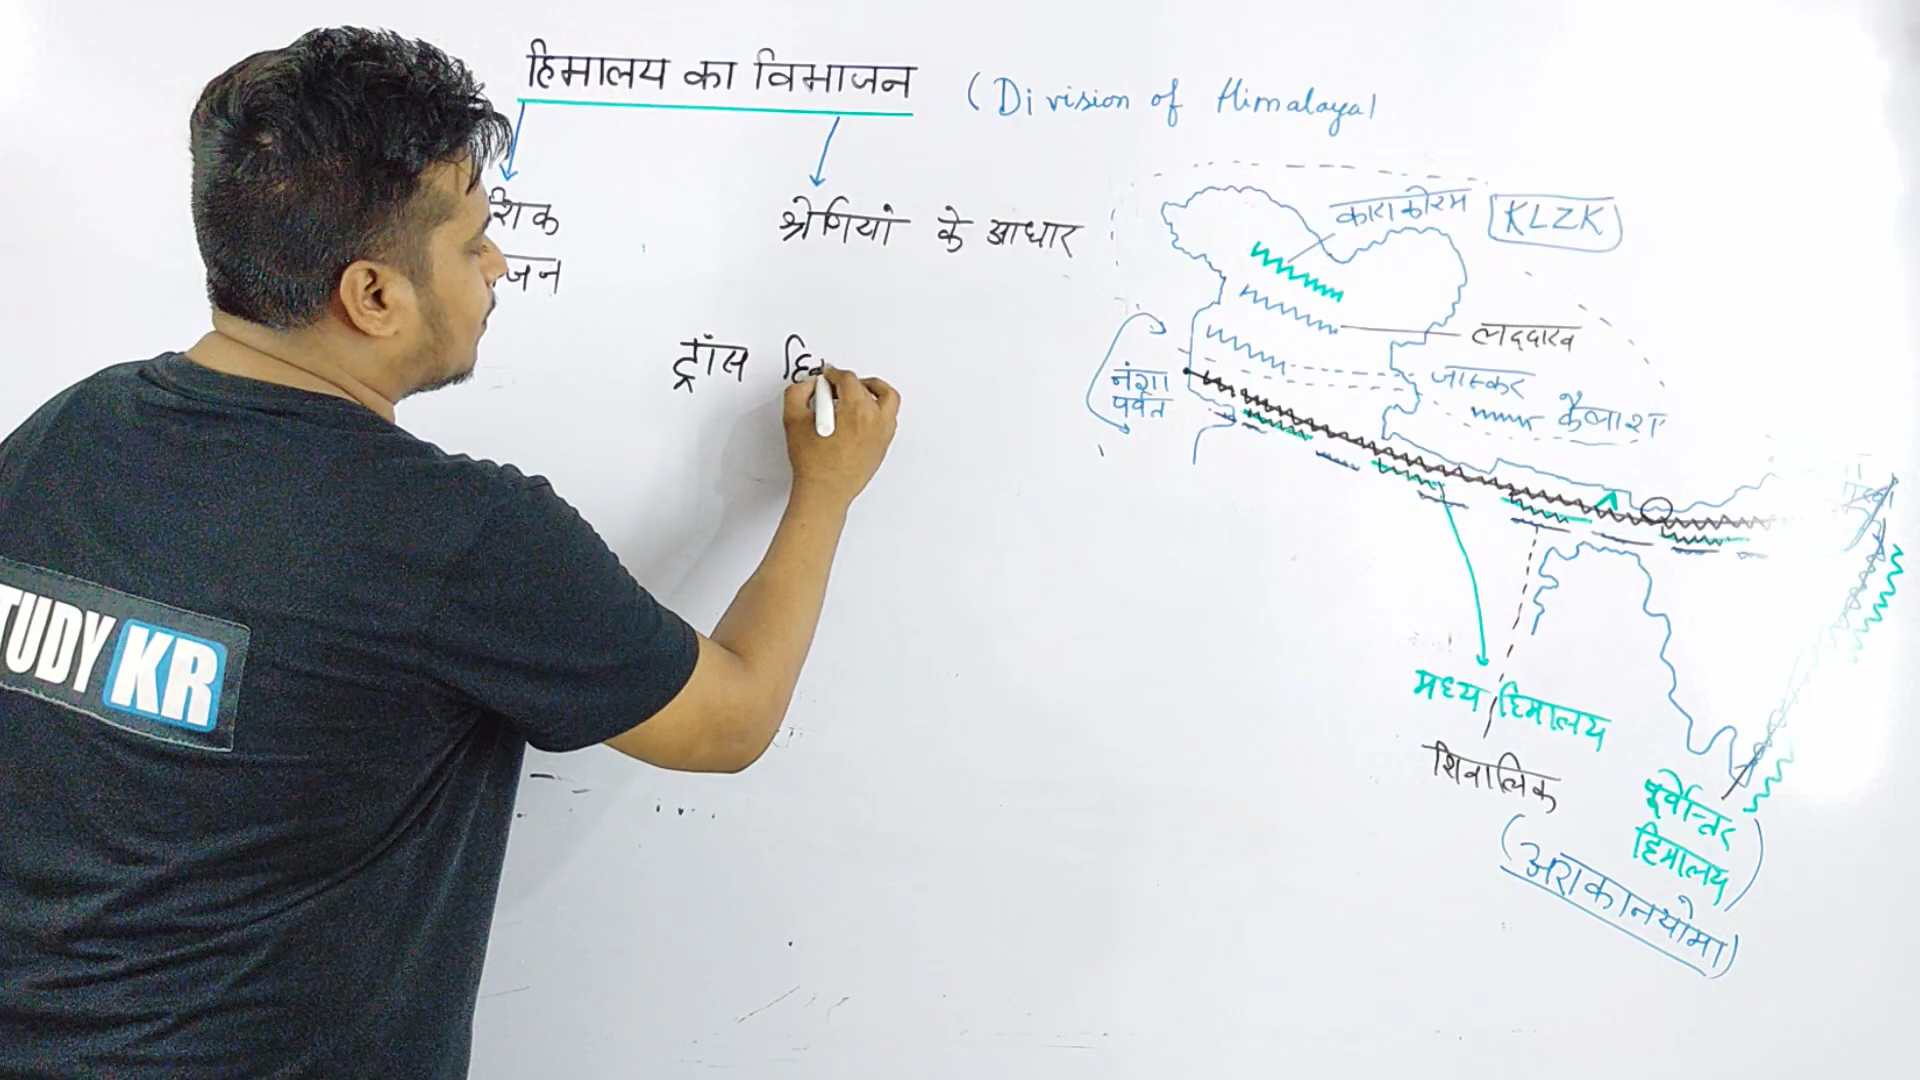 हिमालय का विभाजन
(Division of Himalaya)
शिक
जन
श्रेणियां के आधार
ट्राँस हिम
काराकोरम
KLZK
लद्दाख
जास्कर
कैलाश
नंगा
पर्वत
मध्य हिमालय
शिवालिक
पूर्वोत्तर
हिमालय
(अराकानयोमा)
TUDY KR